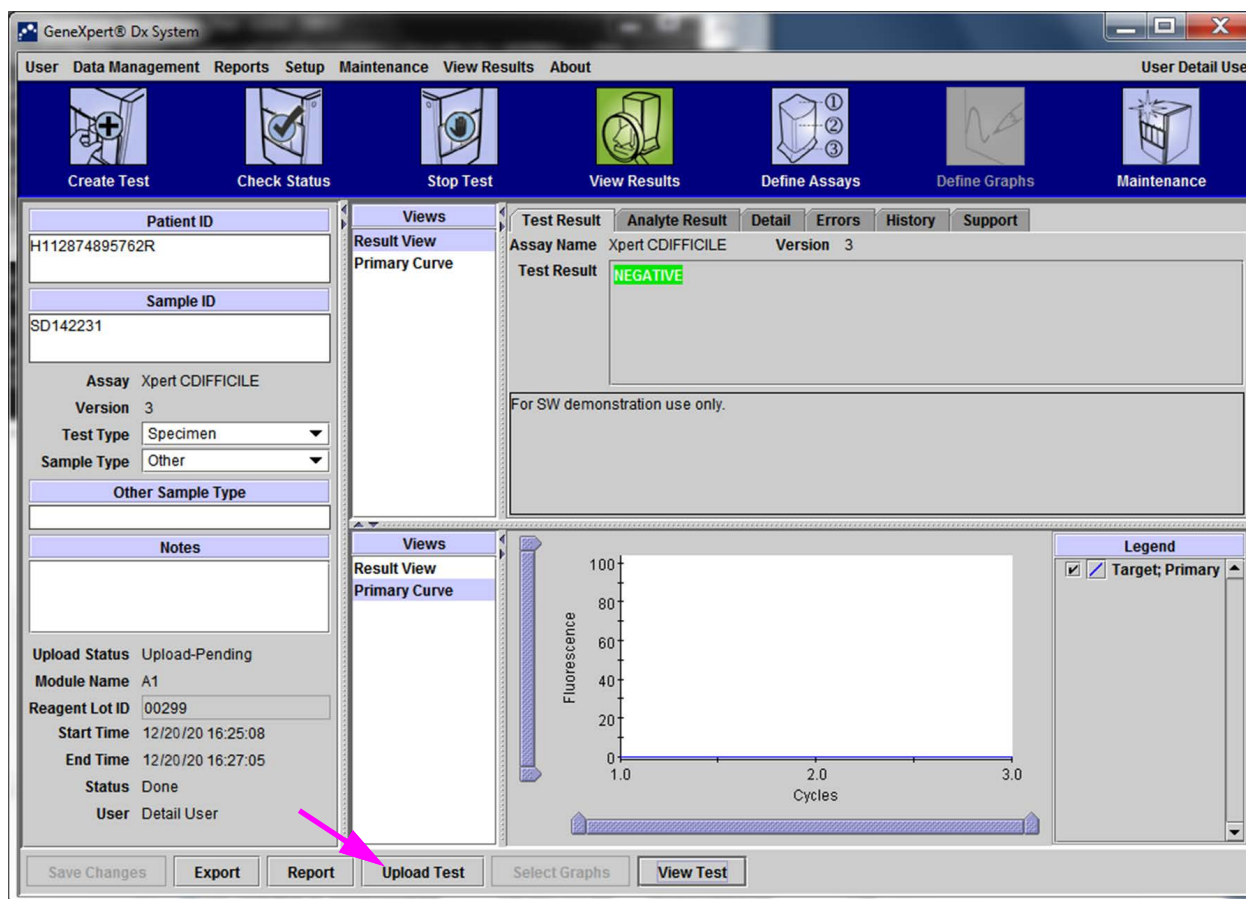 GeneXpert® Dx System
User Data Management Reports Setup Maintenance View Results About User Detail Use
Create Test Check Status Stop Test View Results Define Assays Define Graphs Maintenance
① ② ③
Patient ID
H112874895762R
Sample ID
SD142231
Assay Xpert CDIFFICILE
Version 3
Test Type Specimen
Sample Type Other
Other Sample Type
Notes
Upload Status Upload-Pending
Module Name A1
Reagent Lot ID 00299
Start Time 12/20/20 16:25:08
End Time 12/20/20 16:27:05
Status Done
User Detail User
Views
Result View
Primary Curve
Test Result Analyte Result Detail Errors History Support
Assay Name Xpert CDIFFICILE Version 3
Test Result NEGATIVE
For SW demonstration use only.
Views
Result View
Primary Curve
Fluorescence
100
80
60
40
20
0
1.0 2.0 3.0
Cycles
Legend
Target; Primary
Save Changes Export Report Upload Test Select Graphs View Test